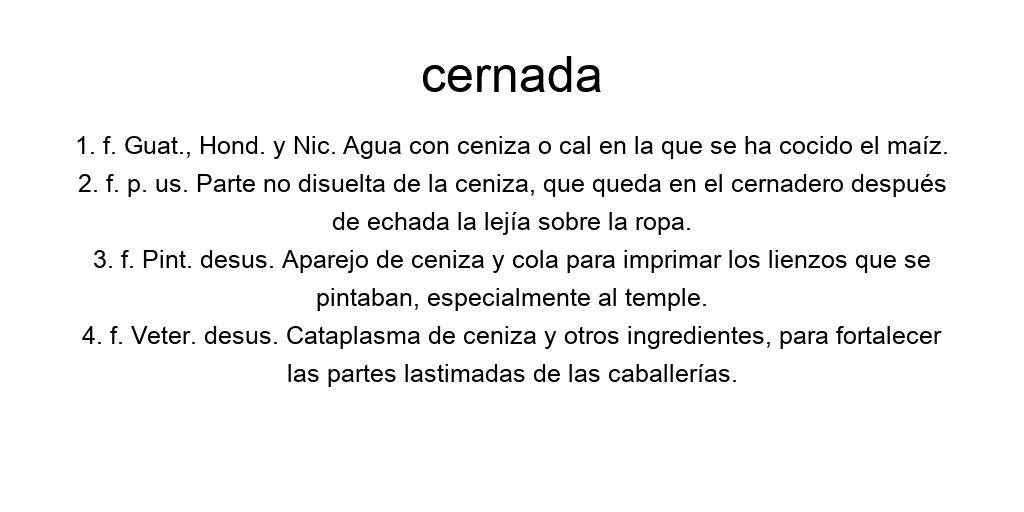 cernada
1. f. Guat., Hond. y Nic. Agua con ceniza o cal en la que se ha cocido el maíz.
2. f. p. us. Parte no disuelta de la ceniza, que queda en el cernadero después
de echada la lejía sobre la ropa.
3. f. Pint. desus. Aparejo de ceniza y cola para imprimar los lienzos que se
pintaban, especialmente al temple.
4. f. Veter. desus. Cataplasma de ceniza y otros ingredientes, para fortalecer
las partes lastimadas de las caballerías.